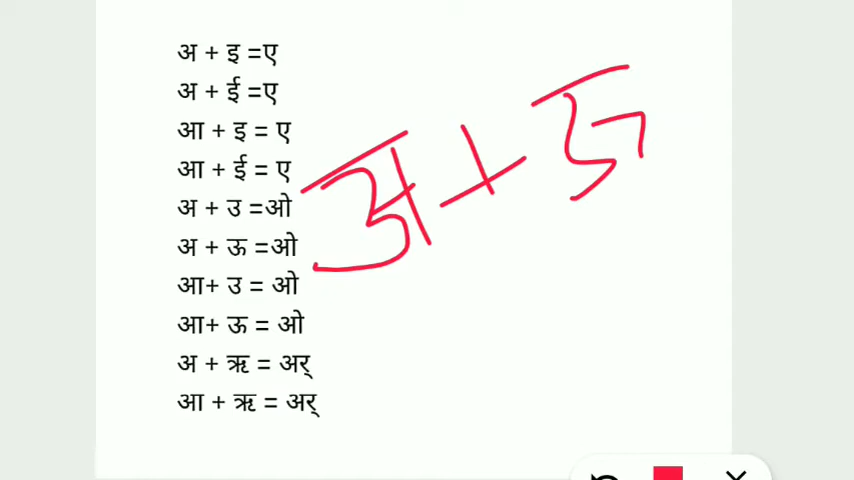 अ + इ =ए
अ + ई =ए
आ + इ = ए
आ + ई = ए
अ + उ =ओ
अ + ऊ =ओ
आ+ उ = ओ
आ+ ऊ = ओ
अ + ऋ = अर्
आ + ऋ = अर्
अ +